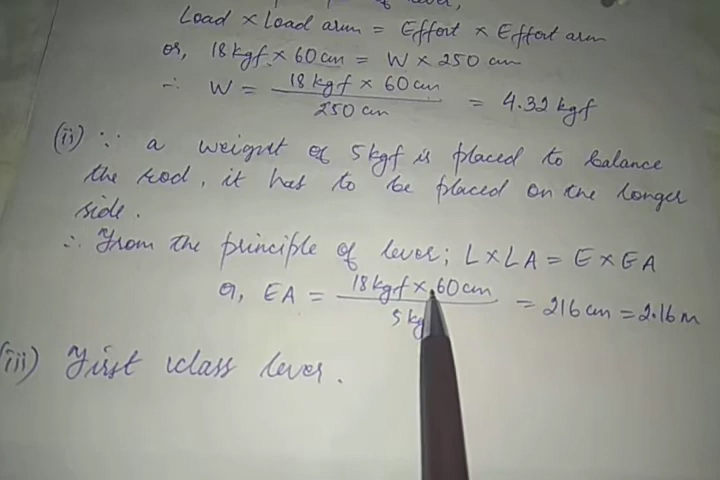 of lever,
Load × Load arm = Effort × Effort arm
or, 18 kgf × 60 cm = W × 250 cm
∴ W = 18 kgf × 60 cm / 250 cm = 4.32 kgf
(ii) ∵ a weight of 5 kgf is placed to balance
the rod, it has to be placed on the longer
side.
∴ From the principle of lever; L × LA = E × EA
or, EA = 18 kgf × 60 cm / 5 kg = 216 cm = 2.16 m
(iii) First class lever.